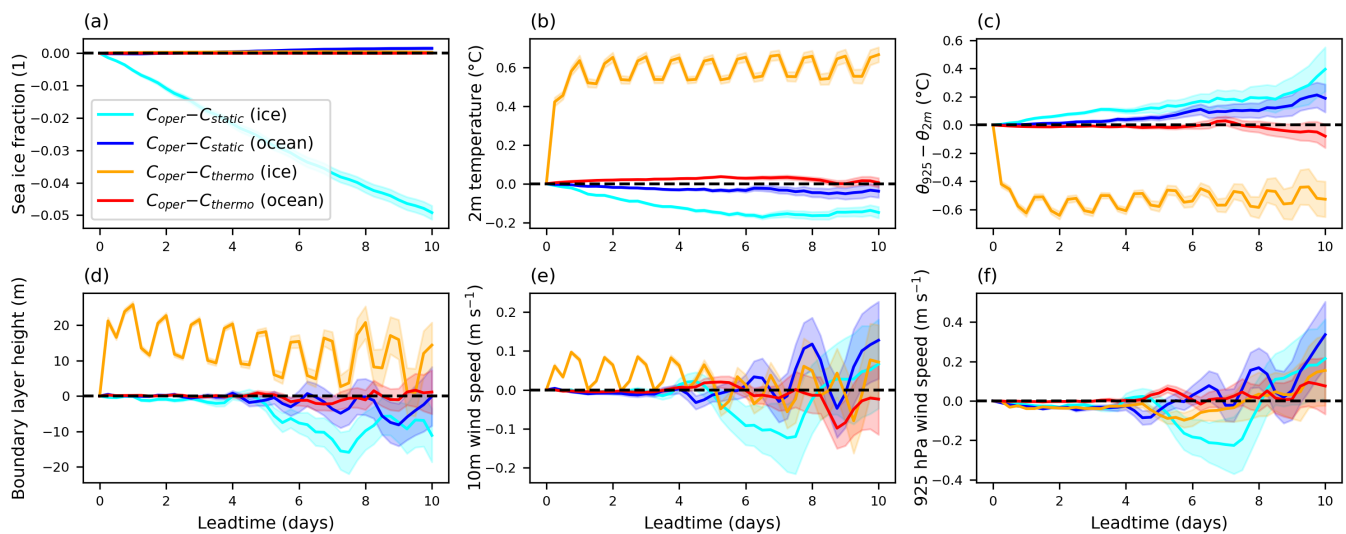 (a)
Sea ice fraction (1)
0.00
−0.01
−0.02
−0.03
−0.04
−0.05
0 2 4 6 8 10
C_oper−C_static (ice)
C_oper−C_static (ocean)
C_oper−C_thermo (ice)
C_oper−C_thermo (ocean)
(b)
2m temperature (°C)
0.6
0.4
0.2
0.0
−0.2
0 2 4 6 8 10
(c)
θ_925 − θ_2m (°C)
0.6
0.4
0.2
0.0
−0.2
−0.4
−0.6
0 2 4 6 8 10
(d)
Boundary layer height (m)
20
10
0
−10
−20
0 2 4 6 8 10
Leadtime (days)
(e)
10m wind speed (m s⁻¹)
0.2
0.1
0.0
−0.1
−0.2
0 2 4 6 8 10
Leadtime (days)
(f)
925 hPa wind speed (m s⁻¹)
0.4
0.2
0.0
−0.2
−0.4
0 2 4 6 8 10
Leadtime (days)